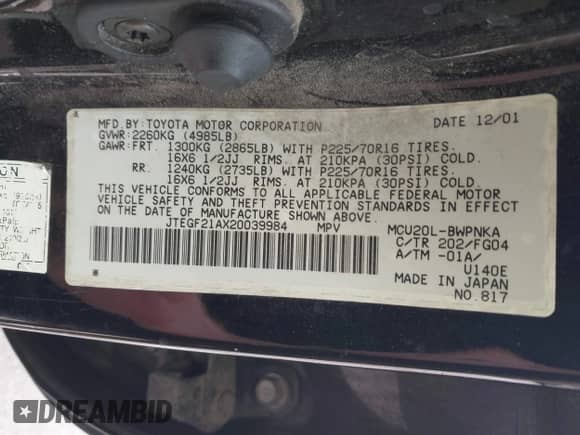 MFD. BY: TOYOTA MOTOR CORPORATION DATE 12/01
GVWR: 2260KG (4985LB)
GAWR: FRT. 1300KG (2865LB) WITH P225/70R16 TIRES.
16X6 1/2JJ RIMS. AT 210KPA (30PSI) COLD.
RR. 1240KG (2735LB) WITH P225/70R16 TIRES.
16X6 1/2JJ RIMS. AT 210KPA (30PSI) COLD.
THIS VEHICLE CONFORMS TO ALL APPLICABLE FEDERAL MOTOR
VEHICLE SAFETY AND THEFT PREVENTION STANDARDS IN EFFECT
ON THE DATE OF MANUFACTURE SHOWN ABOVE.
JTEGF21AX20039984 MPV MCU20L-BWPNKA
C/TR 202/FG04
A/TM -01A/
U140E
MADE IN JAPAN
NO.817
DREAMBID